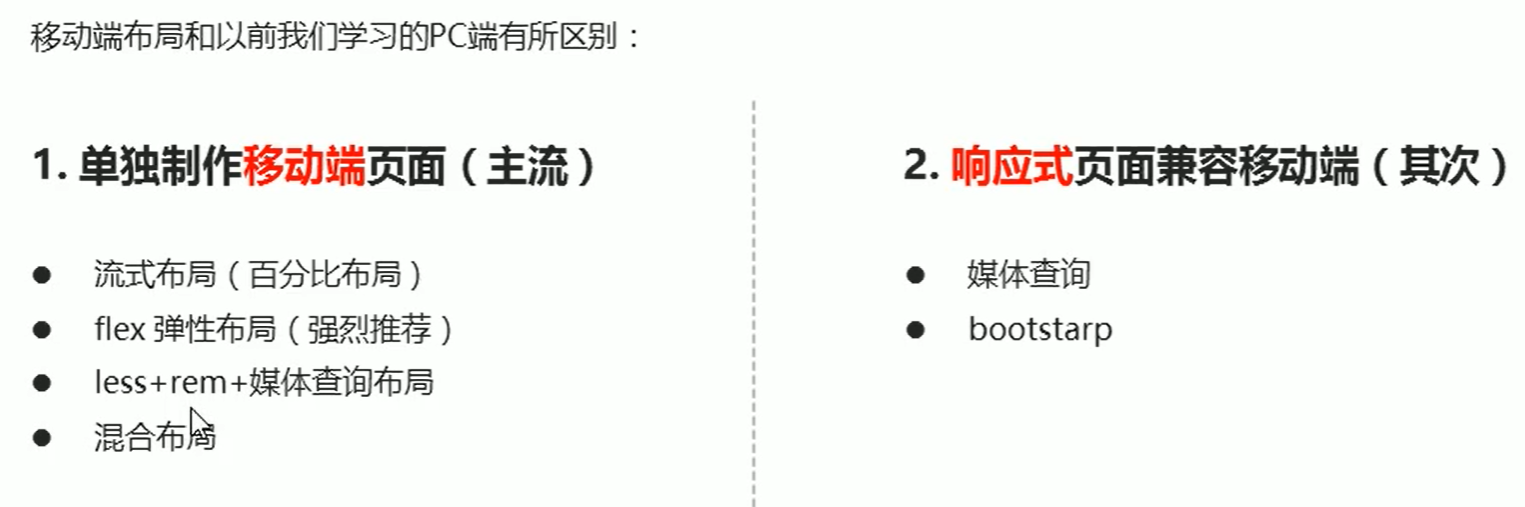 移动端布局和以前我们学习的PC端有所区别：
1. 单独制作移动端页面（主流）
流式布局（百分比布局）
flex 弹性布局（强烈推荐）
less+rem+媒体查询布局
混合布局
2. 响应式页面兼容移动端（其次）
媒体查询
bootstarp